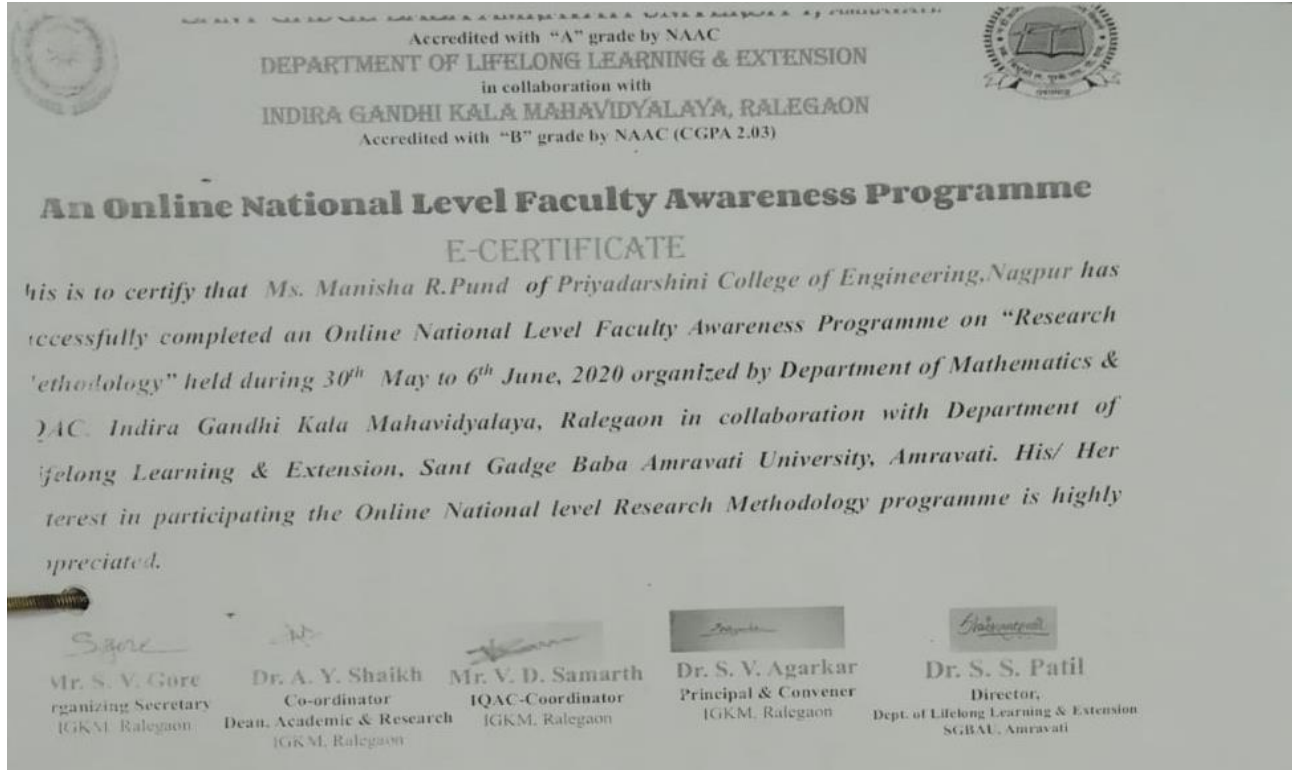 Accredited with “A” grade by NAAC
DEPARTMENT OF LIFELONG LEARNING & EXTENSION
in collaboration with
INDIRA GANDHI KALA MAHAVIDYALAYA, RALEGAON
Accredited with “B” grade by NAAC (CGPA 2.03)
An Online National Level Faculty Awareness Programme
E-CERTIFICATE
his is to certify that Ms. Manisha R.Pund of Priyadarshini College of Engineering,Nagpur has
ccessfully completed an Online National Level Faculty Awareness Programme on “Research
ethodology” held during 30th May to 6th June, 2020 organized by Department of Mathematics &
QAC. Indira Gandhi Kala Mahavidyalaya, Ralegaon in collaboration with Department of
ifelong Learning & Extension, Sant Gadge Baba Amravati University, Amravati. His/ Her
terest in participating the Online National level Research Methodology programme is highly
preciated.
Sgore
Mr. S. V. Gore Dr. A. Y. Shaikh Mr. V. D. Samarth Dr. S. V. Agarkar Dr. S. S. Patil
rganizing Secretary Co-ordinator IQAC-Coordinator Principal & Convener Director,
IGKM, Ralegaon Dean, Academic & Research IGKM, Ralegaon IGKM, Ralegaon Dept. of Lifelong Learning & Extension
IGKM, Ralegaon SGBAU, Amravati